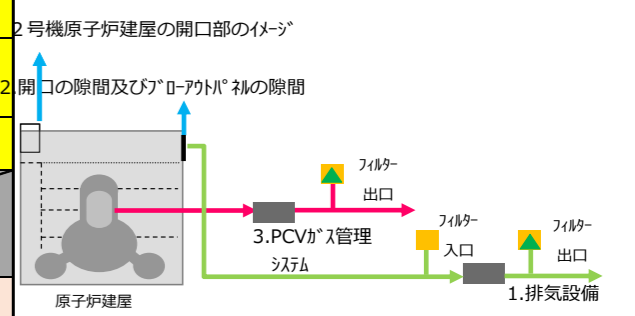 2号機原子炉建屋の開口部のｲﾒｰｼﾞ
2.開口の隙間及びﾌﾞﾛｰｱｳﾄﾊﾟﾈﾙの隙間
ﾌｨﾙﾀｰ
出口
3.PCVｶﾞｽ管理
ｼｽﾃﾑ
ﾌｨﾙﾀｰ
入口
ﾌｨﾙﾀｰ
出口
1.排気設備
原子炉建屋